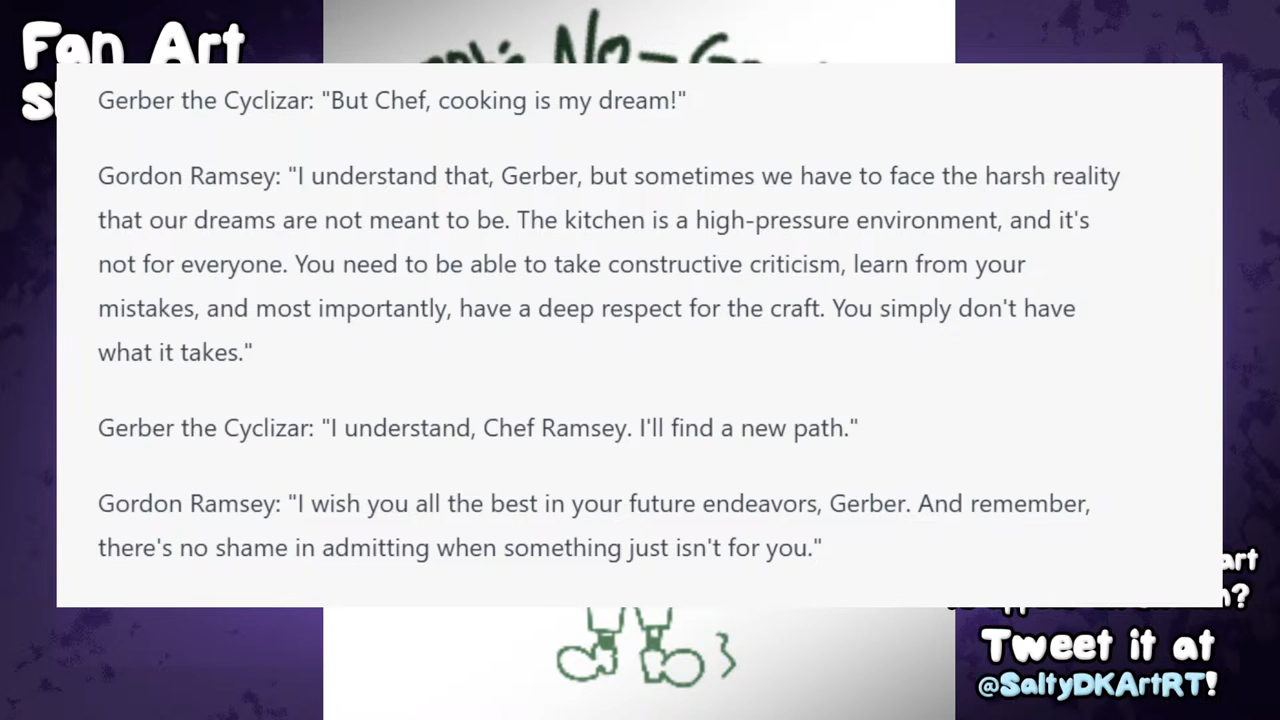 Fan Art
No-G
Gerber the Cyclizar: "But Chef, cooking is my dream!"
Gordon Ramsey: "I understand that, Gerber, but sometimes we have to face the harsh reality
that our dreams are not meant to be. The kitchen is a high-pressure environment, and it's
not for everyone. You need to be able to take constructive criticism, learn from your
mistakes, and most importantly, have a deep respect for the craft. You simply don't have
what it takes."
Gerber the Cyclizar: "I understand, Chef Ramsey. I'll find a new path."
Gordon Ramsey: "I wish you all the best in your future endeavors, Gerber. And remember,
there's no shame in admitting when something just isn't for you."
art
Tweet it at
@SaltyDKArtRT!